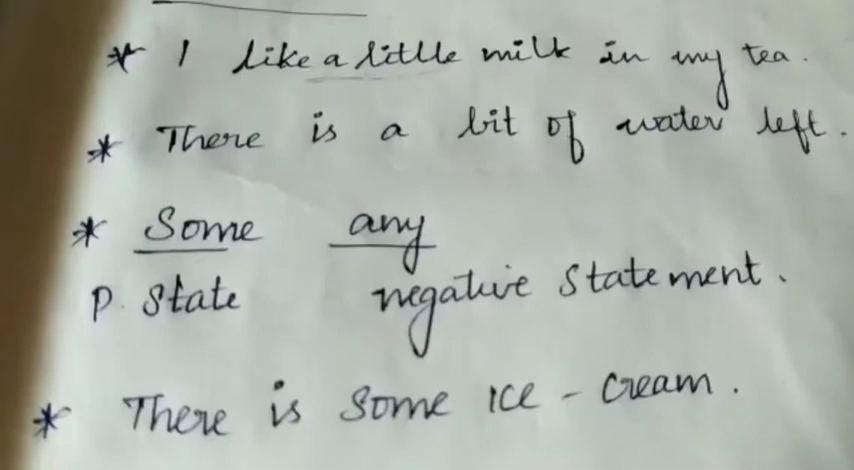 * I like a little milk in my tea.
* There is a bit of water left.
* Some any
P. State negative statement.
* There is some ice-cream.